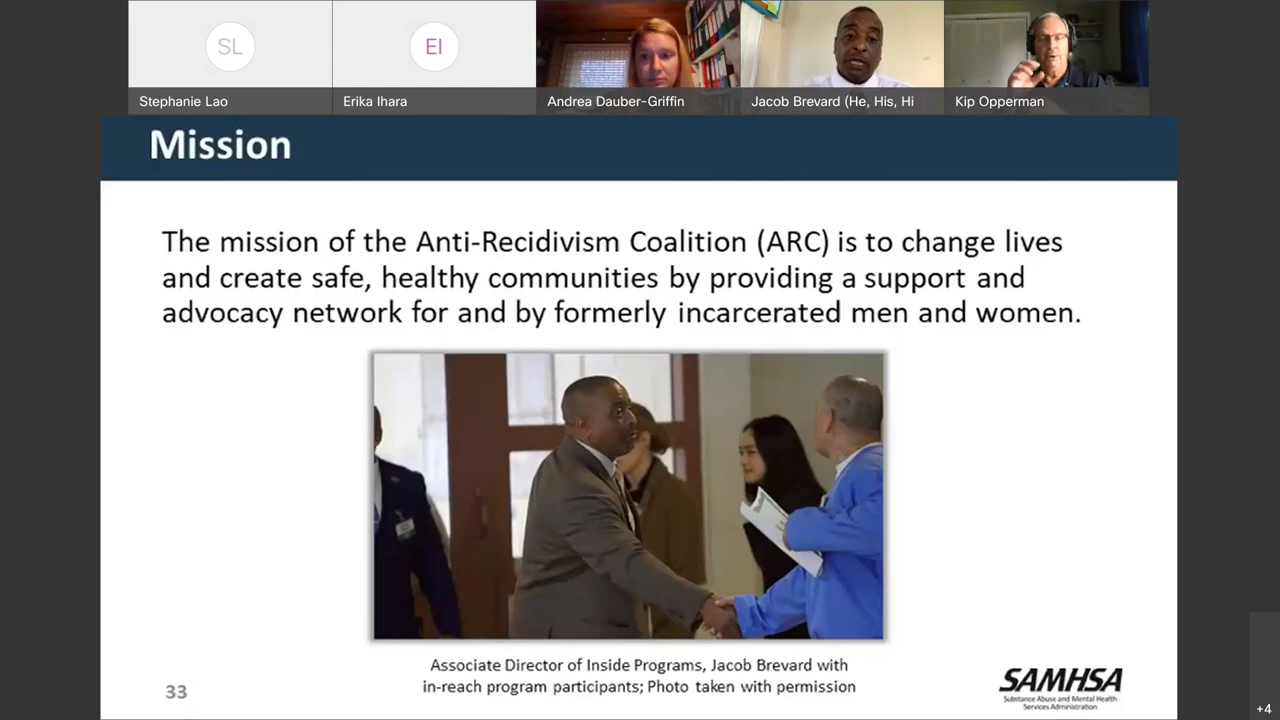 SL
EI
Stephanie Lao
Erika Ihara
Andrea Dauber-Griffin
Jacob Brevard (He, His, Hi
Kip Opperman
Mission
The mission of the Anti-Recidivism Coalition (ARC) is to change lives
and create safe, healthy communities by providing a support and
advocacy network for and by formerly incarcerated men and women.
Associate Director of Inside Programs, Jacob Brevard with
in-reach program participants; Photo taken with permission
33
SAMHSA
Substance Abuse and Mental Health
Services Administration
+4